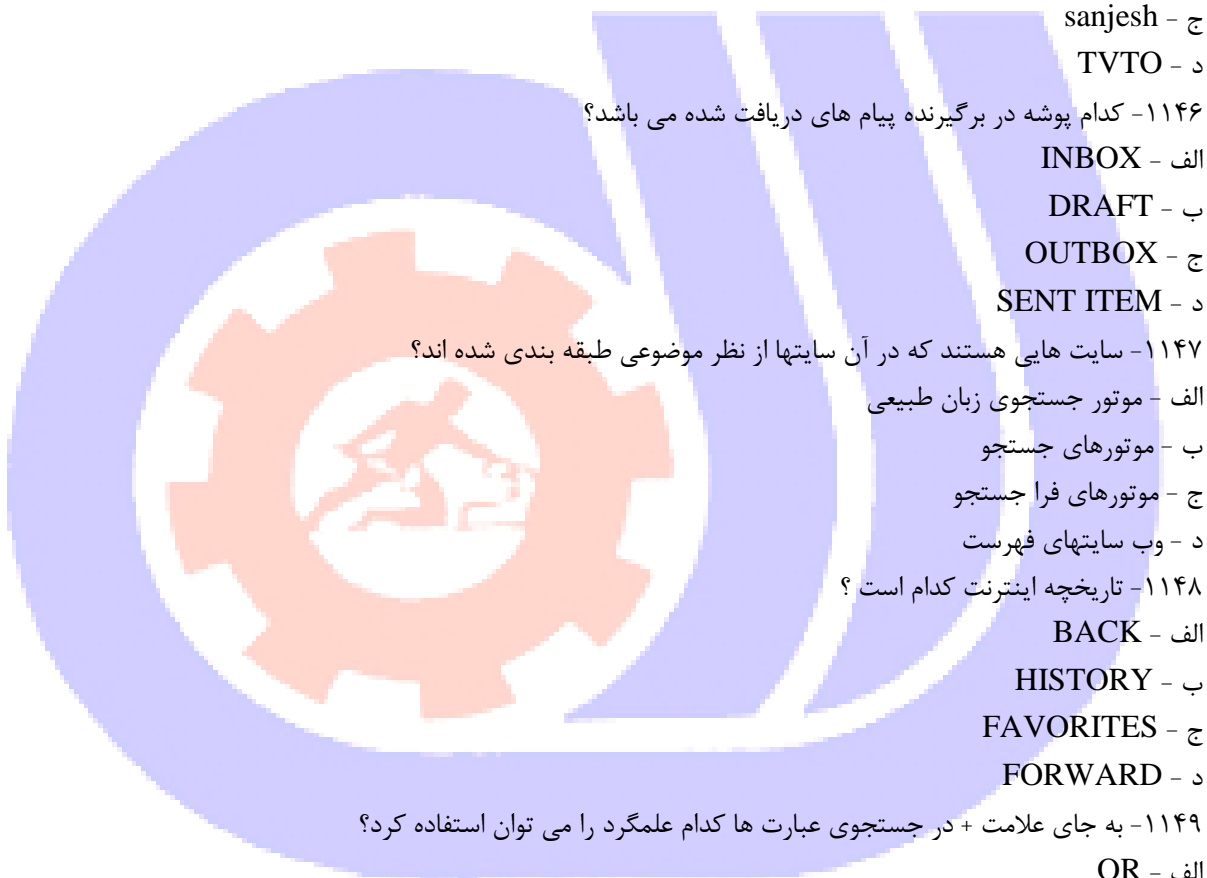 ج - sanjesh
د - TVTO
۱۱۴۶- کدام پوشه در برگیرنده پیام های دریافت شده می باشد؟
الف - INBOX
ب - DRAFT
ج - OUTBOX
د - SENT ITEM
۱۱۴۷- سایت هایی هستند که در آن سایتها از نظر موضوعی طبقه بندی شده اند؟
الف - موتور جستجوی زبان طبیعی
ب - موتورهای جستجو
ج - موتورهای فرا جستجو
د - وب سایتهای فهرست
۱۱۴۸- تاریخچه اینترنت کدام است ؟
الف - BACK
ب - HISTORY
ج - FAVORITES
د - FORWARD
۱۱۴۹- به جای علامت + در جستجوی عبارت ها کدام علمگرد را می توان استفاده کرد؟
الف - OR